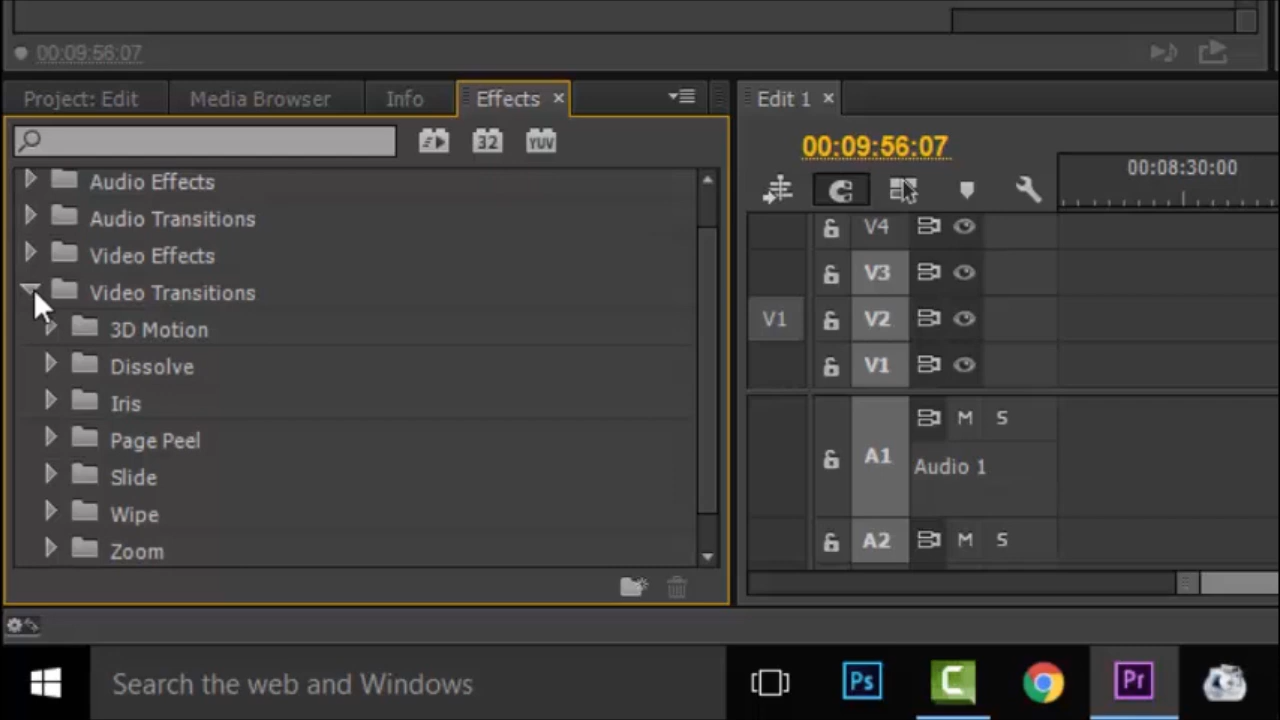 00:09:56:07
Project: Edit
Media Browser
Info
Effects ×
Edit 1 ×
32
YUV
00:09:56:07
00:08:30:00
Audio Effects
Audio Transitions
Video Effects
Video Transitions
3D Motion
Dissolve
Iris
Page Peel
Slide
Wipe
Zoom
V4
V3
V1 V2
V1
M S
A1
Audio 1
A2 M S
Search the web and Windows
Ps
C
Pr